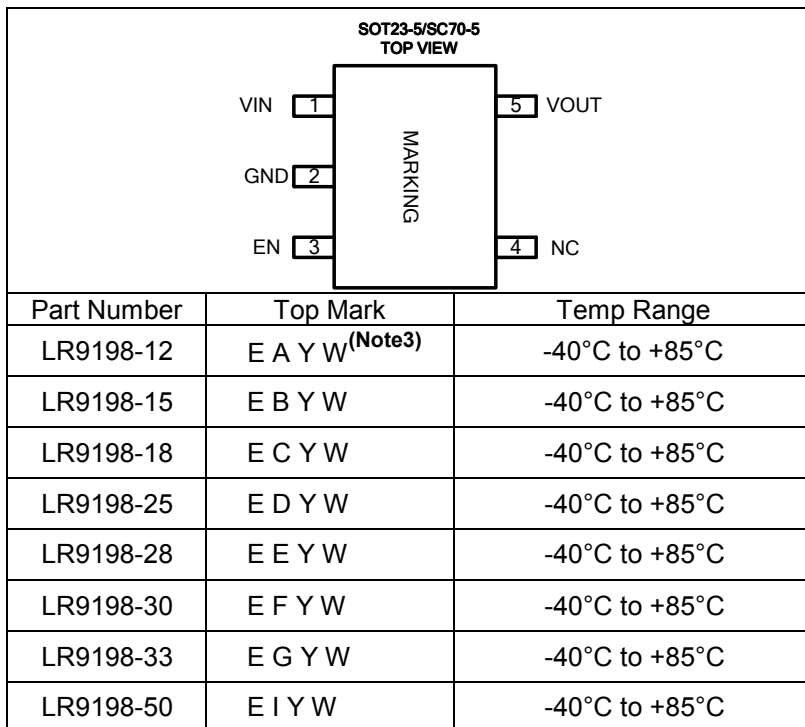 SOT23-5/SC70-5
TOP VIEW
VIN 1 5 VOUT
MARKING
GND 2
EN 3 4 NC
Part Number Top Mark Temp Range
LR9198-12 E A Y W(Note3) -40°C to +85°C
LR9198-15 E B Y W -40°C to +85°C
LR9198-18 E C Y W -40°C to +85°C
LR9198-25 E D Y W -40°C to +85°C
LR9198-28 E E Y W -40°C to +85°C
LR9198-30 E F Y W -40°C to +85°C
LR9198-33 E G Y W -40°C to +85°C
LR9198-50 E I Y W -40°C to +85°C